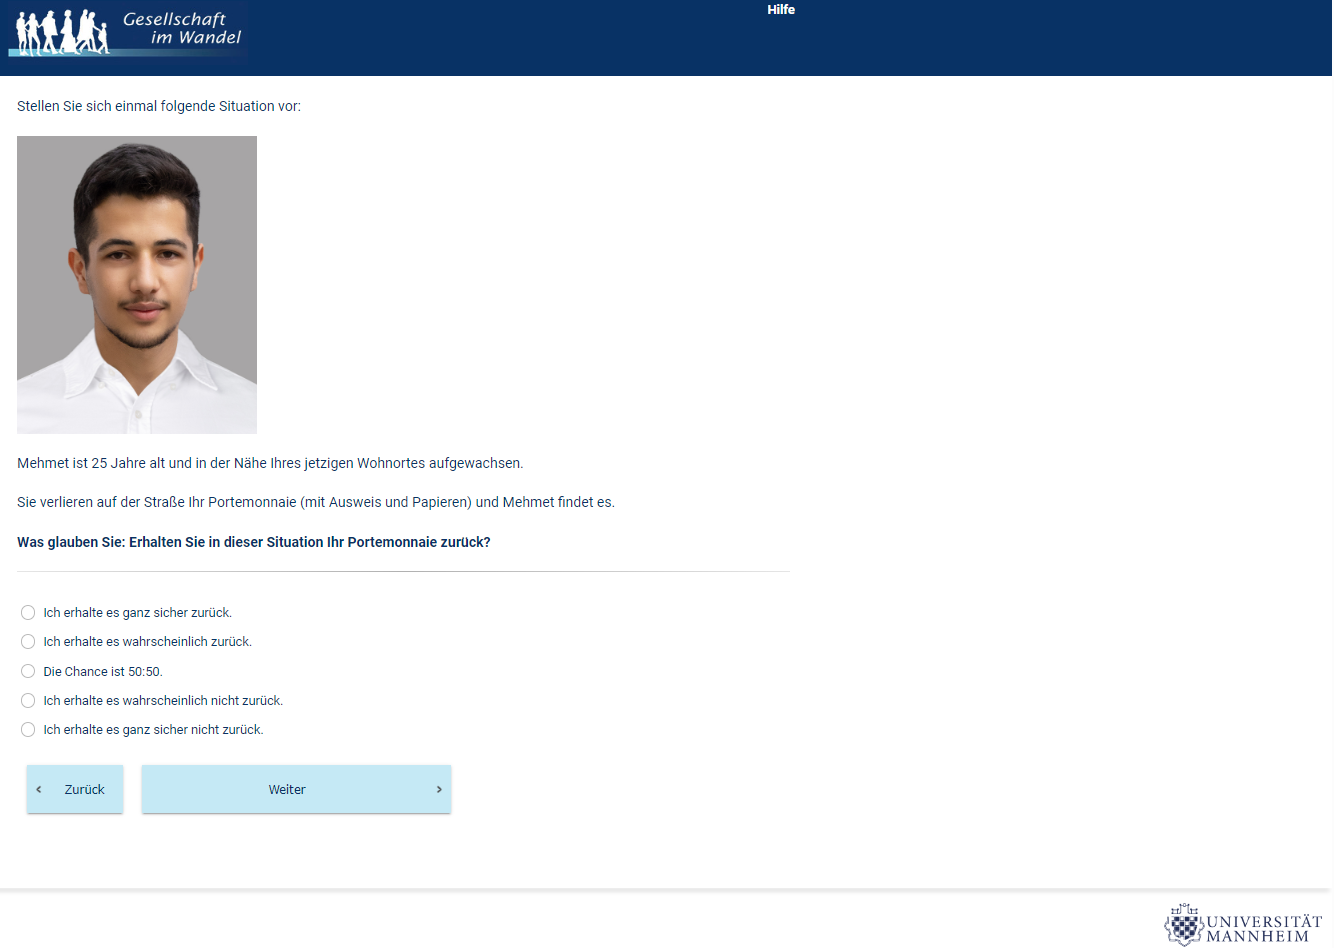 Gesellschaft
im Wandel
Hilfe
Stellen Sie sich einmal folgende Situation vor:
Mehmet ist 25 Jahre alt und in der Nähe Ihres jetzigen Wohnortes aufgewachsen.
Sie verlieren auf der Straße Ihr Portemonnaie (mit Ausweis und Papieren) und Mehmet findet es.
Was glauben Sie: Erhalten Sie in dieser Situation Ihr Portemonnaie zurück?
Ich erhalte es ganz sicher zurück.
Ich erhalte es wahrscheinlich zurück.
Die Chance ist 50:50.
Ich erhalte es wahrscheinlich nicht zurück.
Ich erhalte es ganz sicher nicht zurück.
‹ Zurück
Weiter ›
UNIVERSITÄT
MANNHEIM